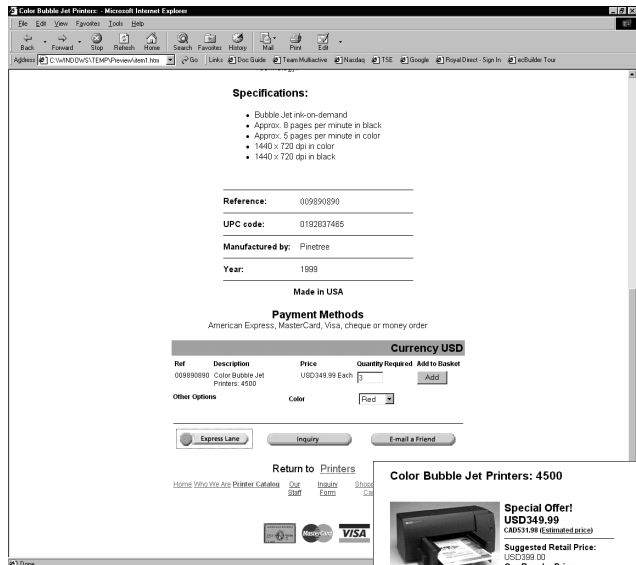 Color Bubble Jet Printers: - Microsoft Internet Explorer
File Edit View Favorites Tools Help
Back Forward Stop Refresh Home Search Favorites History Mail Print Edit
Address C:\WINDOWS\TEMP\Preview\item1.htm Go Links Doc Guide Team Multiactive Nasdaq TSE Google Royal Direct - Sign In ecBuilder Tour
Specifications:
• Bubble Jet ink-on-demand
• Approx. 8 pages per minute in black
• Approx. 5 pages per minute in color
• 1440 x 720 dpi in color
• 1440 x 720 dpi in black
Reference: 009890890
UPC code: 0192837465
Manufactured by: Pinetree
Year: 1999
Made in USA
Payment Methods
American Express, MasterCard, Visa, cheque or money order
Currency USD
Ref Description Price Quantity Required Add to Basket
009890890 Color Bubble Jet USD349.99 Each 3 Add
Printers: 4500
Other Options Color Red
Express Lane Inquiry E-mail a Friend
Return to Printers
Home Who We Are Printer Catalog Our Inquiry
Staff Form
MasterCard VISA
Color Bubble Jet Printers: 4500
Special Offer!
USD349.99
CAD531.98 (Estimated price)
Suggested Retail Price:
USD399.00
Done